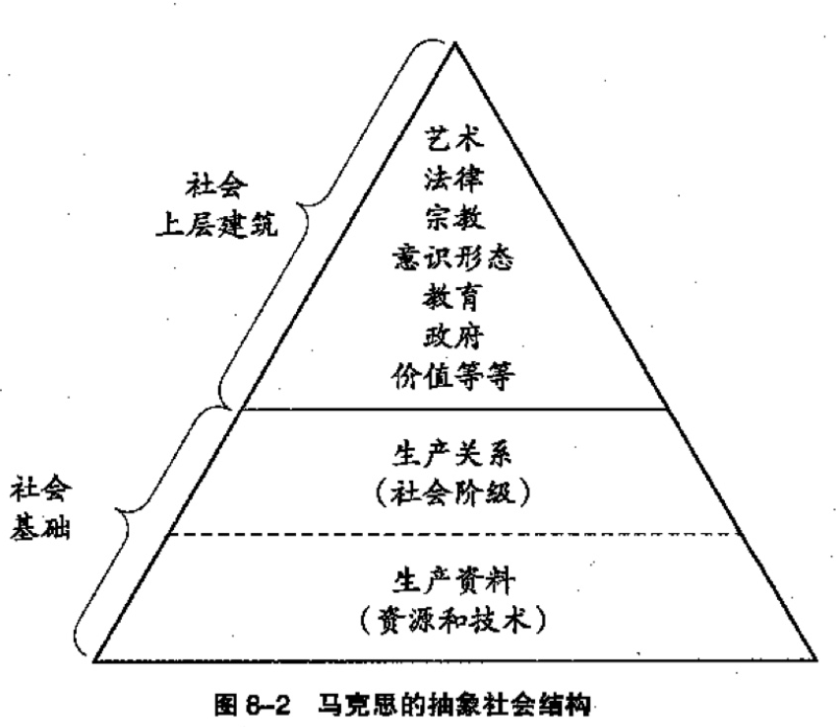 艺术
法律
宗教
意识形态
教育
政府
价值等等
社会
上层建筑
生产关系
(社会阶级)
社会
基础
生产资料
(资源和技术)
图 8-2 马克思的抽象社会结构